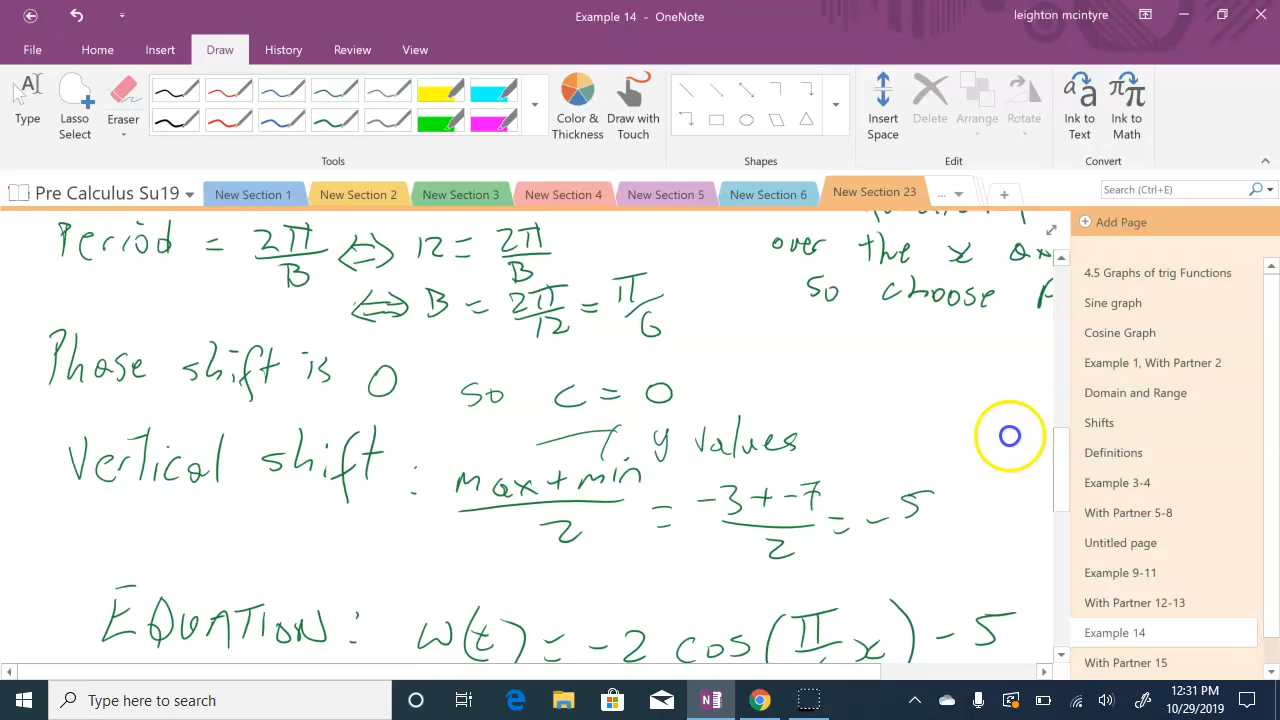 Example 14 - OneNote
leighton mcintyre
File Home Insert Draw History Review View
Type
Lasso Select
Eraser
Color & Thickness
Draw with Touch
Insert Space
Delete
Arrange
Rotate
Ink to Text
Ink to Math
Tools
Shapes
Edit
Convert
Pre Calculus Su19
New Section 1
New Section 2
New Section 3
New Section 4
New Section 5
New Section 6
New Section 23
...
Search (Ctrl+E)
Period = 2π/B ⇔ 12 = 2π/B
⇔ B = 2π/12 = π/6
over the x
so choose
Phase shift is 0 so c = 0
y values
Vertical shift : max + min/2 = -3 + -7/2 = -5
EQUATION : w(t) = -2 cos(π/6 x) - 5
Add Page
4.5 Graphs of trig Functions
Sine graph
Cosine Graph
Example 1, With Partner 2
Domain and Range
Shifts
Definitions
Example 3-4
With Partner 5-8
Untitled page
Example 9-11
With Partner 12-13
Example 14
With Partner 15
Type here to search
12:31 PM
10/29/2019